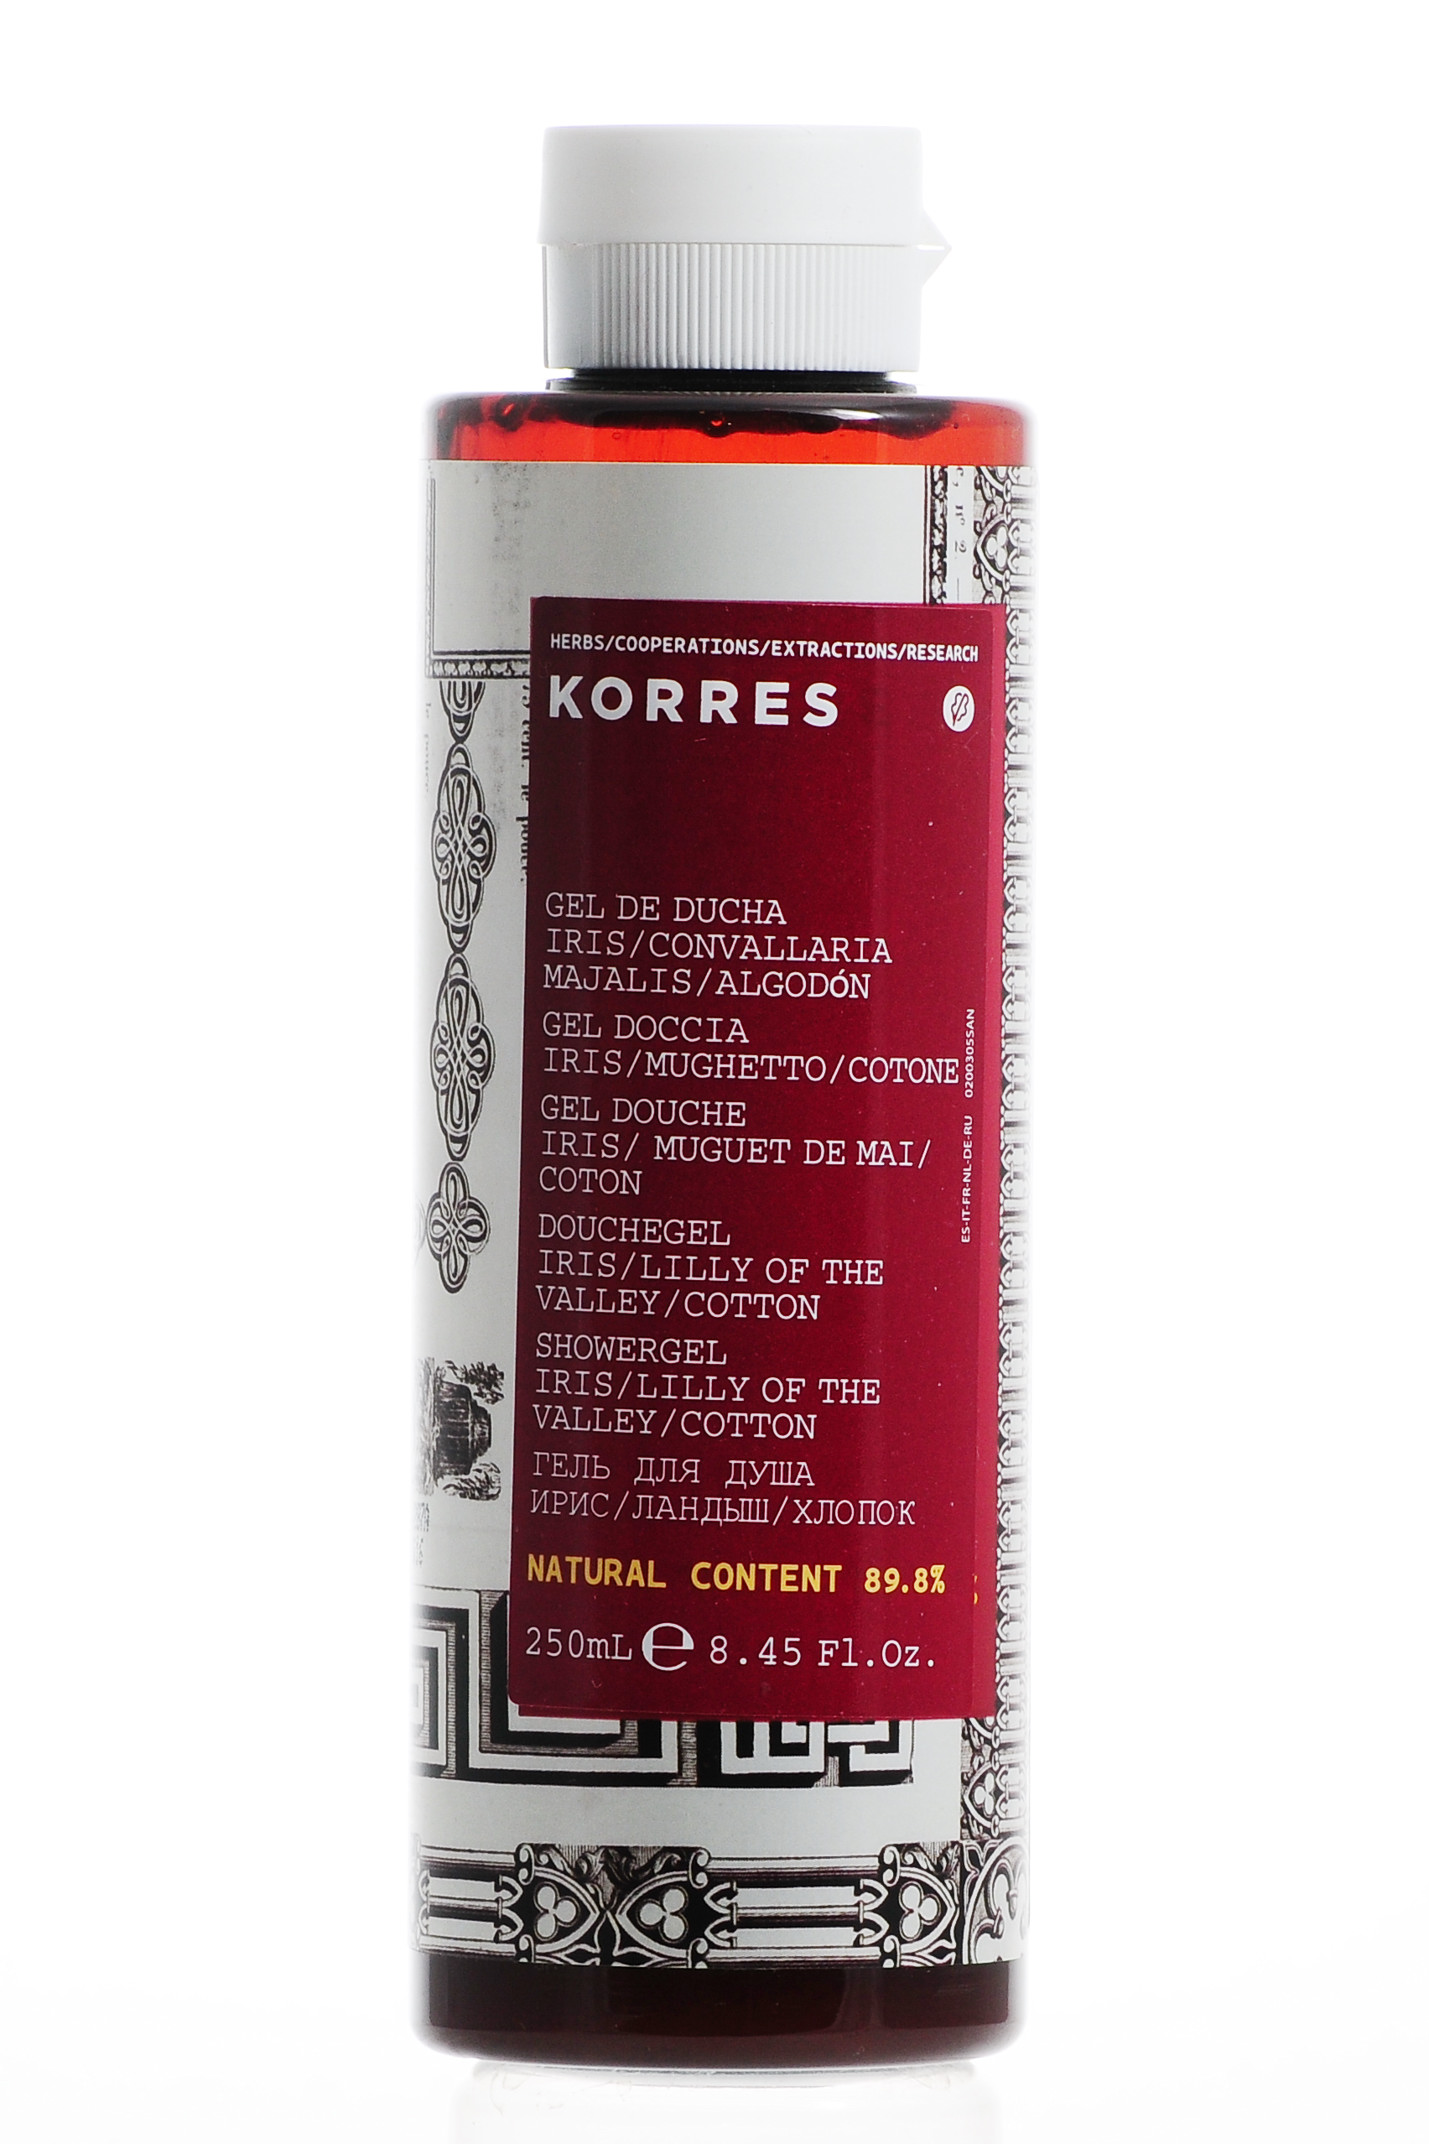 HERBS/COOPERATIONS/EXTRACTIONS/RESEARCH
KORRES
GEL DE DUCHA
IRIS/CONVALLARIA
MAJALIS/ALGODÓN
GEL DOCCIA
IRIS/MUGHETTO/COTONE
GEL DOUCHE
IRIS/ MUGUET DE MAI/
COTON
DOUCHEGEL
IRIS/LILLY OF THE
VALLEY/COTTON
SHOWERGEL
IRIS/LILLY OF THE
VALLEY/COTTON
ГЕЛЬ ДЛЯ ДУША
ИРИС/ЛАНДЫШ/ХЛОПОК
NATURAL CONTENT 89.8%
250mL e 8.45 Fl.Oz.
ES-IT-FR-NL-DE-RU 020030SSAN
le pouce.